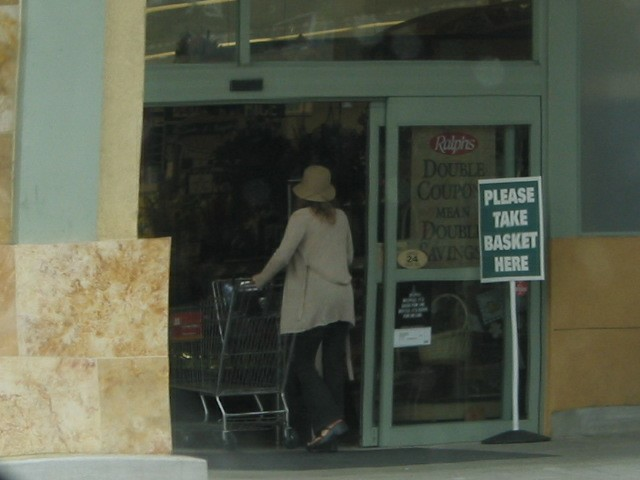 Ralphs
DOUBLE
COUPONS
MEAN
DOUBLE
SAVINGS
24
PLEASE
TAKE
BASKET
HERE